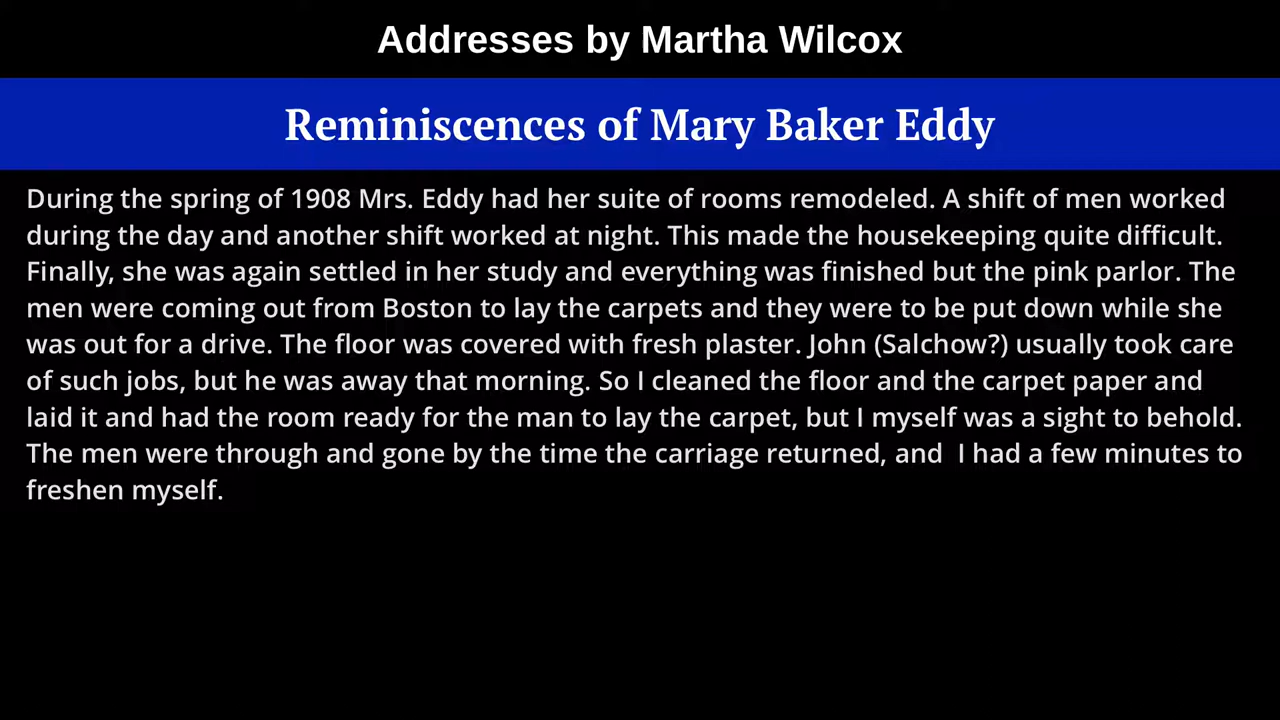 Addresses by Martha Wilcox
Reminiscences of Mary Baker Eddy
During the spring of 1908 Mrs. Eddy had her suite of rooms remodeled. A shift of men worked
during the day and another shift worked at night. This made the housekeeping quite difficult.
Finally, she was again settled in her study and everything was finished but the pink parlor. The
men were coming out from Boston to lay the carpets and they were to be put down while she
was out for a drive. The floor was covered with fresh plaster. John (Salchow?) usually took care
of such jobs, but he was away that morning. So I cleaned the floor and the carpet paper and
laid it and had the room ready for the man to lay the carpet, but I myself was a sight to behold.
The men were through and gone by the time the carriage returned, and  I had a few minutes to
freshen myself.